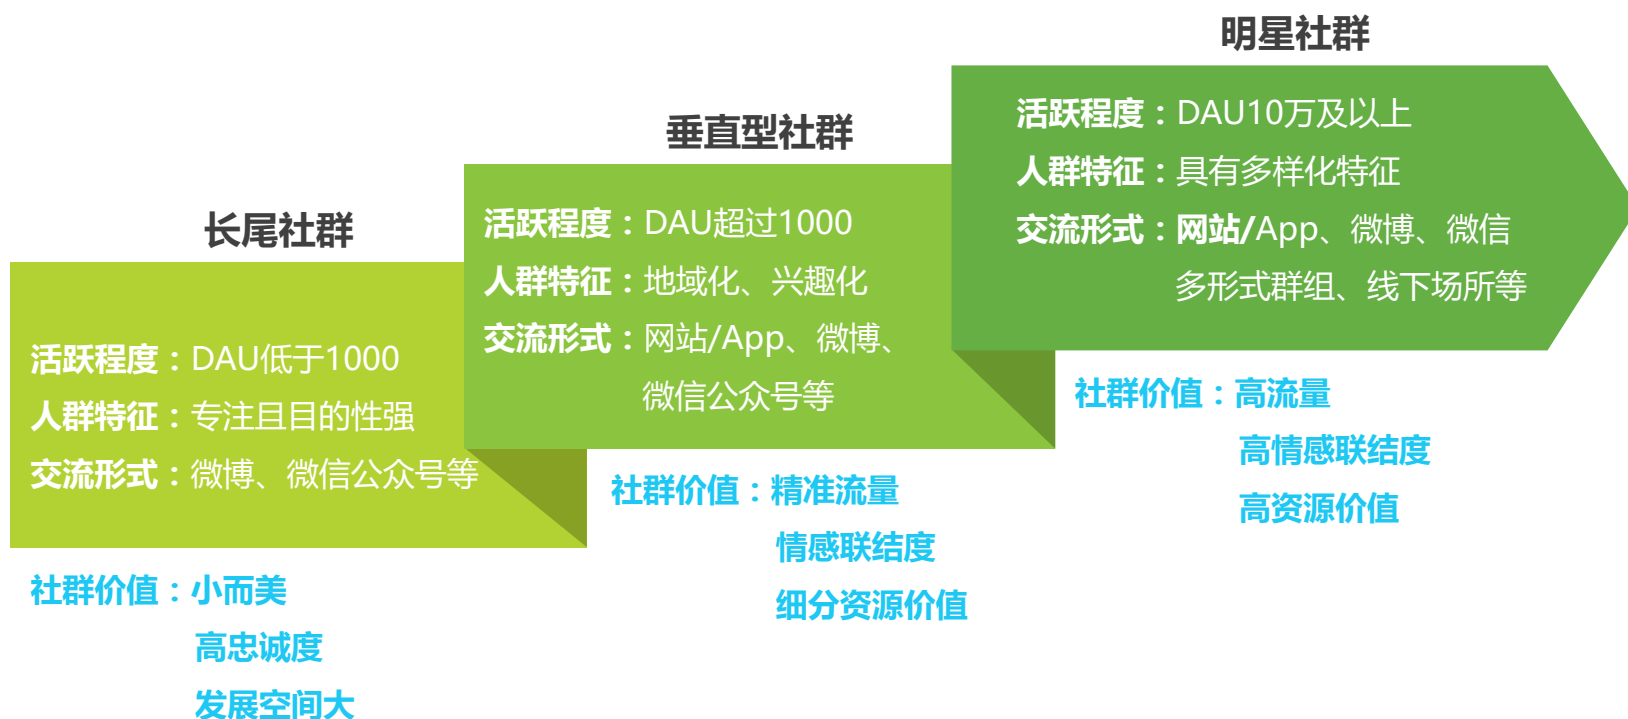 长尾社群
活跃程度：DAU低于1000
人群特征：专注且目的性强
交流形式：微博、微信公众号等
社群价值：小而美
高忠诚度
发展空间大
垂直型社群
活跃程度：DAU超过1000
人群特征：地域化、兴趣化
交流形式：网站/App、微博、
微信公众号等
社群价值：精准流量
情感联结度
细分资源价值
明星社群
活跃程度：DAU10万及以上
人群特征：具有多样化特征
交流形式：网站/App、微博、微信
多形式群组、线下场所等
社群价值：高流量
高情感联结度
高资源价值